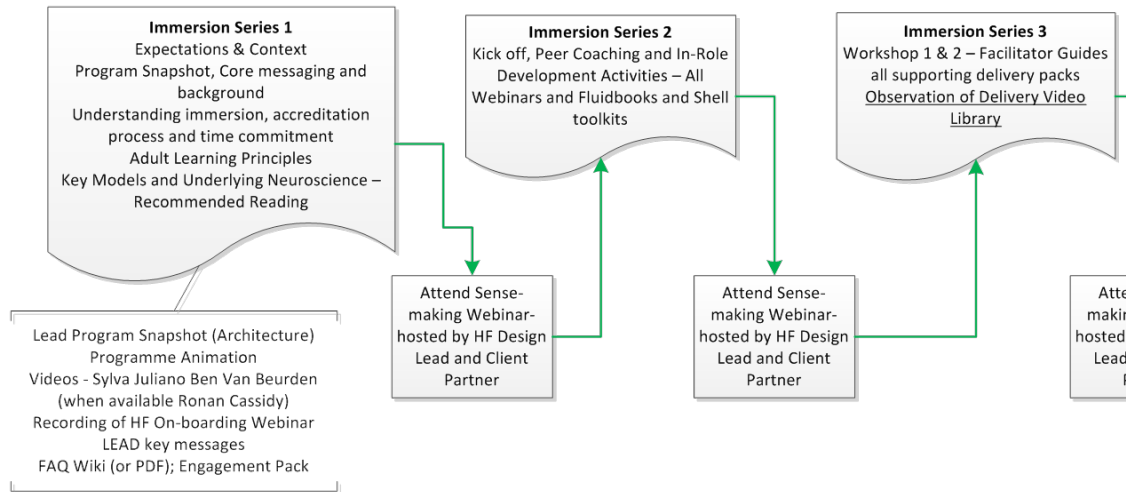 Immersion Series 1
Expectations & Context
Program Snapshot, Core messaging and
background
Understanding immersion, accreditation
process and time commitment
Adult Learning Principles
Key Models and Underlying Neuroscience –
Recommended Reading
Immersion Series 2
Kick off, Peer Coaching and In-Role
Development Activities – All
Webinars and Fluidbooks and Shell
toolkits
Immersion Series 3
Workshop 1 & 2 – Facilitator Guides
all supporting delivery packs
Observation of Delivery Video
Library
Lead Program Snapshot (Architecture)
Programme Animation
Videos - Sylva Juliano Ben Van Beurden
(when available Ronan Cassidy)
Recording of HF On-boarding Webinar
LEAD key messages
FAQ Wiki (or PDF); Engagement Pack
Attend Sense-
making Webinar-
hosted by HF Design
Lead and Client
Partner
Attend Sense-
making Webinar-
hosted by HF Design
Lead and Client
Partner
hosted
Lead